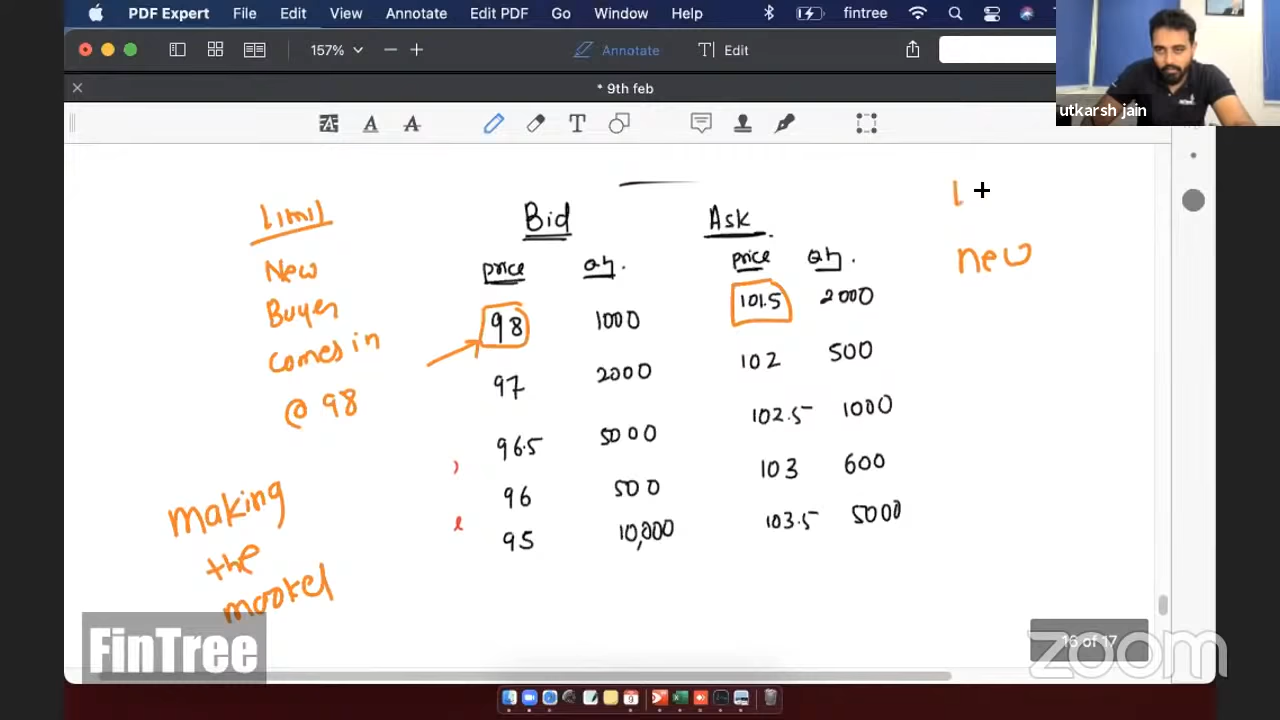 PDF Expert File Edit View Annotate Edit PDF Go Window Help fintree
157% Annotate T Edit
* 9th feb
utkarsh jain
T
limit
New
Buyer
comes in
@ 98
making
the
market
Bid Ask
price qty. price qty.
98 1000 101.5 2000
97 2000 102 500
96.5 5000 102.5 1000
96 500 103 600
95 10,000 103.5 5000
l
new
FinTree
16 of 17
zoom